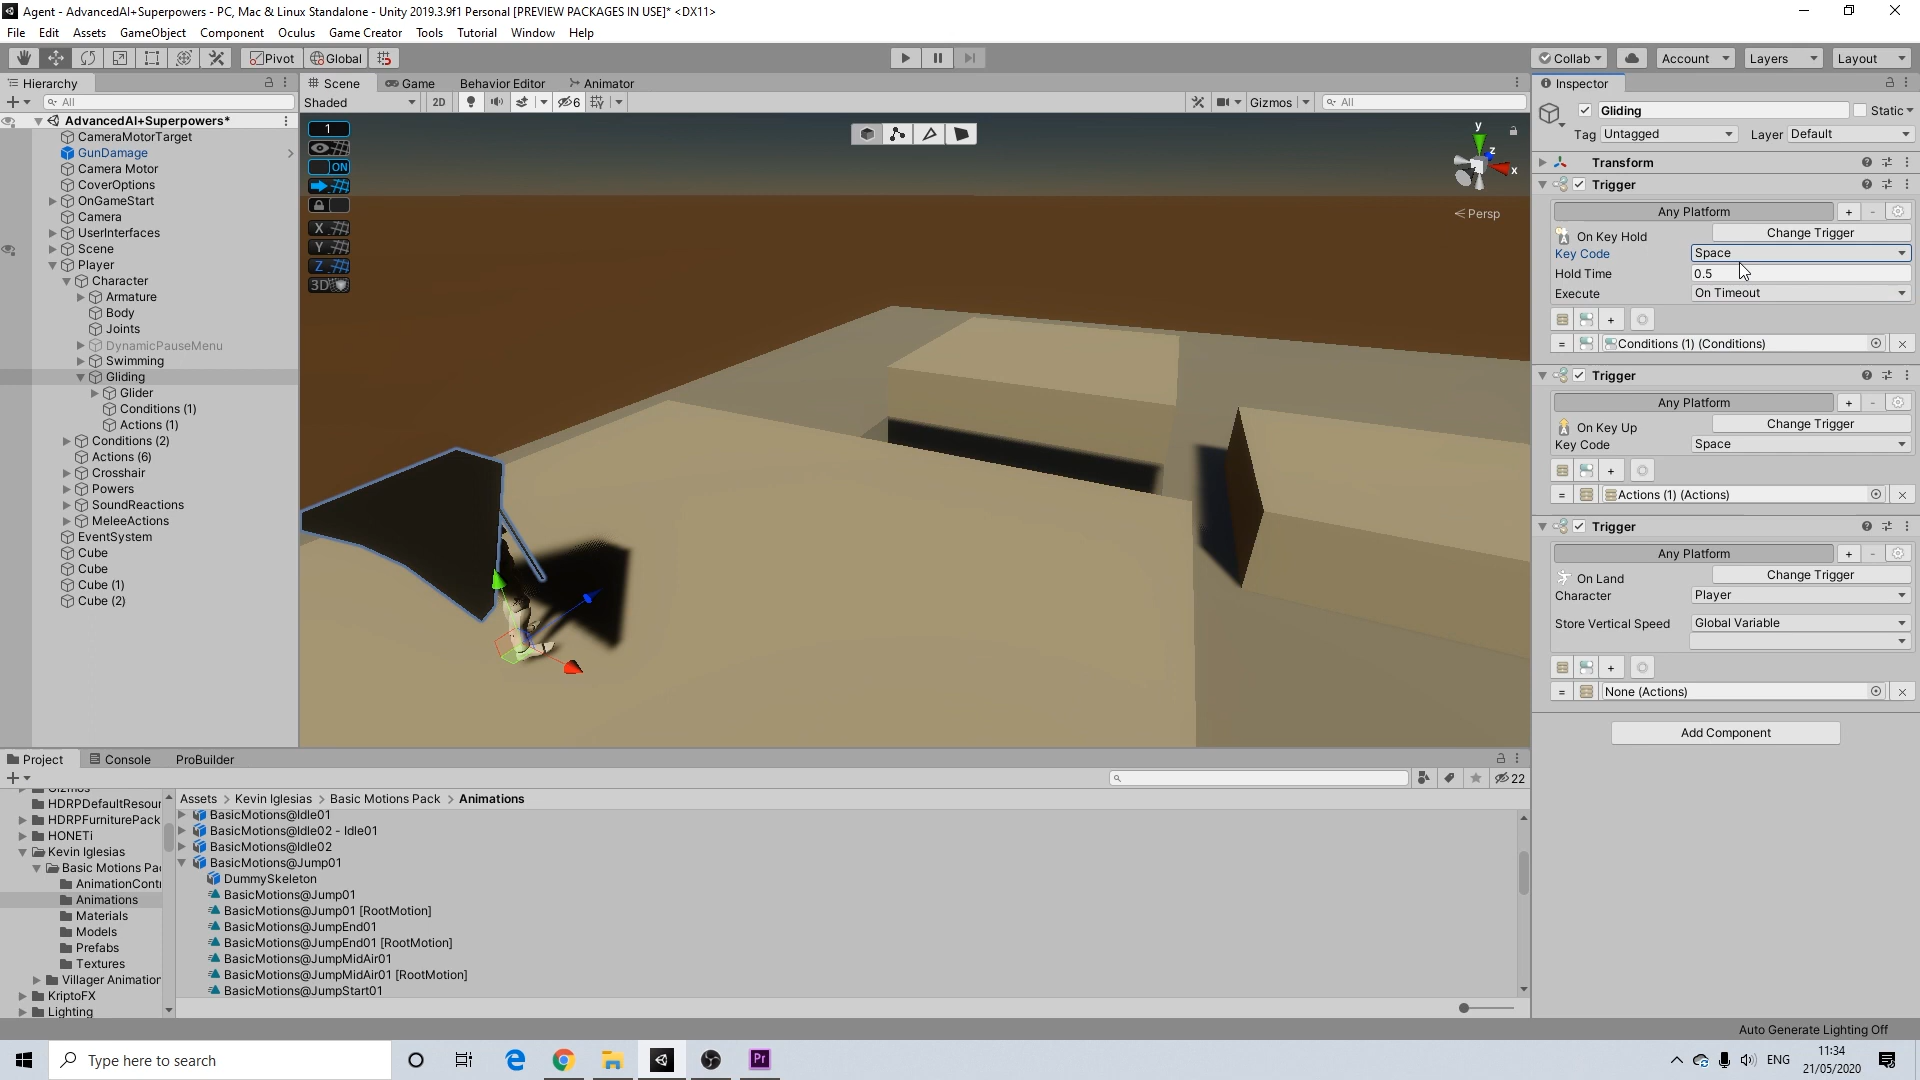 Agent - AdvancedAI+Superpowers - PC, Mac & Linux Standalone - Unity 2019.3.9f1 Personal [PREVIEW PACKAGES IN USE]* <DX11>
File Edit Assets GameObject Component Oculus Game Creator Tools Tutorial Window Help
Pivot Global Collab Account Layers Layout
Hierarchy
All
AdvancedAI+Superpowers*
CameraMotorTarget
GunDamage
Camera Motor
CoverOptions
OnGameStart
Camera
UserInterfaces
Scene
Player
Character
Armature
Body
Joints
DynamicPauseMenu
Swimming
Gliding
Glider
Conditions (1)
Actions (1)
Conditions (2)
Actions (6)
Crosshair
Powers
SoundReactions
MeleeActions
EventSystem
Cube
Cube
Cube (1)
Cube (2)
Scene Game Behavior Editor Animator
Shaded 2D 6 Gizmos All
1
ON
X
Y
Z
3D
y
z
x
Persp
Inspector
Gliding Static
Tag Untagged Layer Default
Transform
Trigger
Any Platform + -
On Key Hold Change Trigger
Key Code Space
Hold Time 0.5
Execute On Timeout
+
= Conditions (1) (Conditions)
Trigger
Any Platform + -
On Key Up Change Trigger
Key Code Space
+
= Actions (1) (Actions)
Trigger
Any Platform + -
On Land Change Trigger
Character Player
Store Vertical Speed Global Variable
+
= None (Actions)
Add Component
Project Console ProBuilder
22
HDRPDefaultResour
HDRPFurniturePack
HONETi
Kevin Iglesias
Basic Motions Pa
AnimationContr
Animations
Materials
Models
Prefabs
Textures
Villager Animation
KriptoFX
Lighting
Assets > Kevin Iglesias > Basic Motions Pack > Animations
BasicMotions@Idle01
BasicMotions@Idle02 - Idle01
BasicMotions@Idle02
BasicMotions@Jump01
DummySkeleton
BasicMotions@Jump01
BasicMotions@Jump01 [RootMotion]
BasicMotions@JumpEnd01
BasicMotions@JumpEnd01 [RootMotion]
BasicMotions@JumpMidAir01
BasicMotions@JumpMidAir01 [RootMotion]
BasicMotions@JumpStart01
Auto Generate Lighting Off
Type here to search
Pr
ENG
11:34
21/05/2020